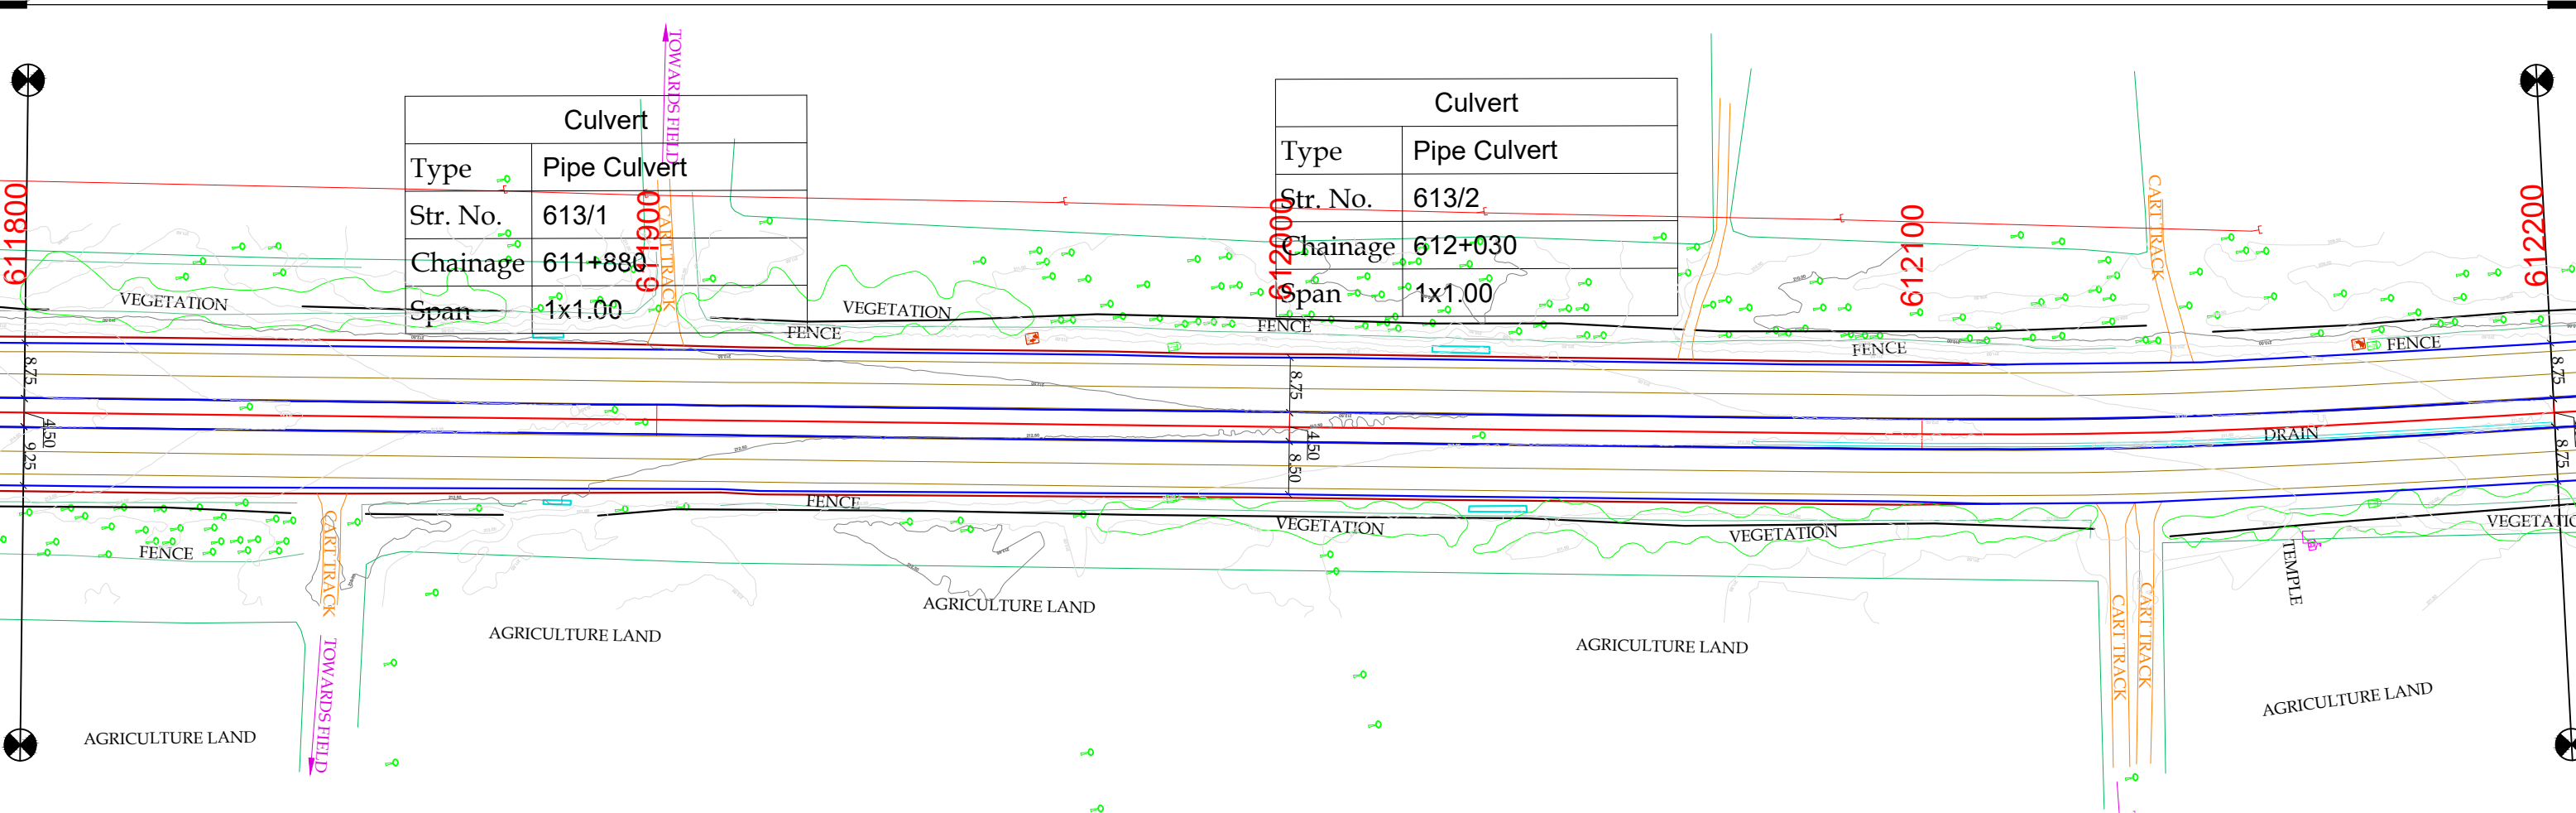 TOWARDS FIELD
Culvert
Type Pipe Culvert
Str. No. 613/1
Chainage 611+880
Span 1x1.00
Culvert
Type Pipe Culvert
Str. No. 613/2
Chainage 612+030
Span 1x1.00
611800
611900
612000
612100
612200
CART TRACK
CART TRACK
VEGETATION
VEGETATION
FENCE
FENCE
FENCE
FENCE
8.75
4.50
9.25
8.75
4.50
8.50
8.75
8.75
DRAIN
FENCE
FENCE
VEGETATION
VEGETATION
VEGETATIO
CART TRACK
TOWARDS FIELD
CART TRACK
CART TRACK
TEMPLE
AGRICULTURE LAND
AGRICULTURE LAND
AGRICULTURE LAND
AGRICULTURE LAND
AGRICULTURE LAND